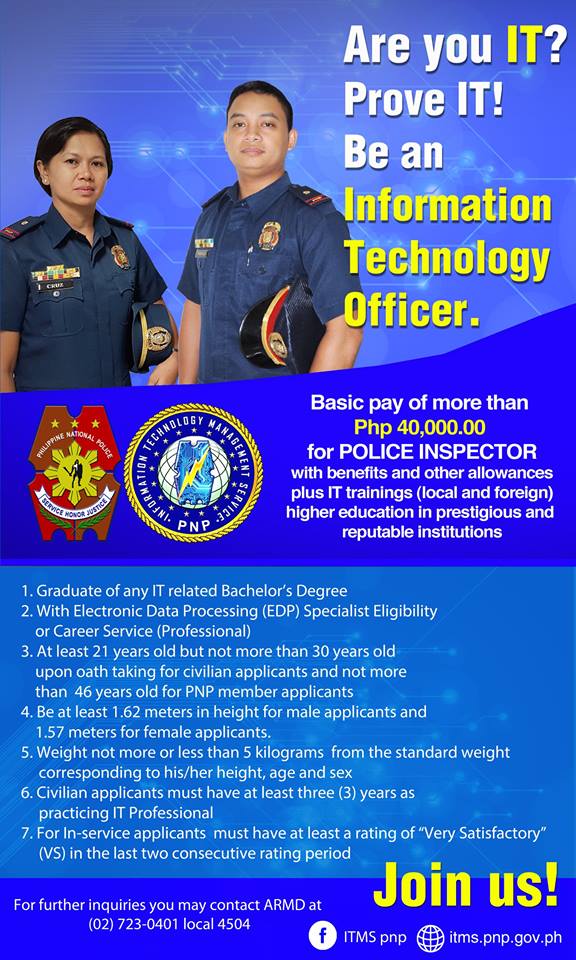 Are you IT?
Prove IT!
Be an
Information
Technology
Officer.
CRUZ
Basic pay of more than
Php 40,000.00
for POLICE INSPECTOR
with benefits and other allowances
plus IT trainings (local and foreign)
higher education in prestigious and
reputable institutions
PHILIPPINE NATIONAL POLICE
SERVICE HONOR JUSTICE
INFORMATION TECHNOLOGY MANAGEMENT SERVICE
PNP
1. Graduate of any IT related Bachelor's Degree
2. With Electronic Data Processing (EDP) Specialist Eligibility
or Career Service (Professional)
3. At least 21 years old but not more than 30 years old
upon oath taking for civilian applicants and not more
than 46 years old for PNP member applicants
4. Be at least 1.62 meters in height for male applicants and
1.57 meters for female applicants.
5. Weight not more or less than 5 kilograms from the standard weight
corresponding to his/her height, age and sex
6. Civilian applicants must have at least three (3) years as
practicing IT Professional
7. For In-service applicants must have at least a rating of "Very Satisfactory"
(VS) in the last two consecutive rating period
Join us!
For further inquiries you may contact ARMD at
(02) 723-0401 local 4504
f ITMS pnp itms.pnp.gov.ph